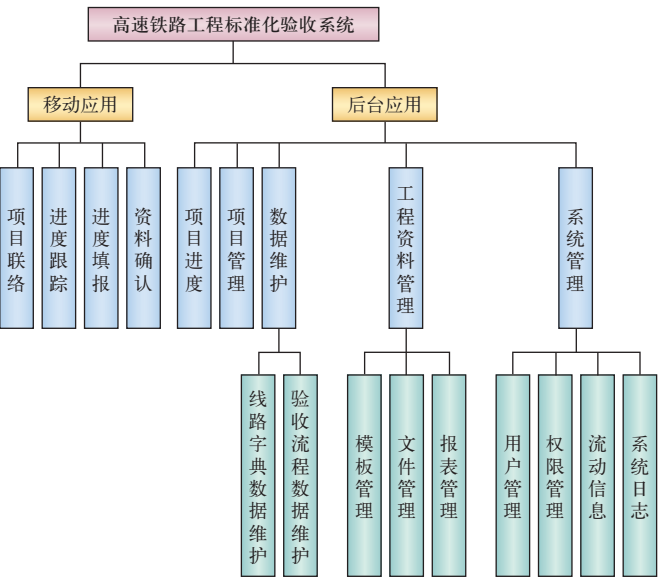 高速铁路工程标准化验收系统
移动应用
后台应用
项目联络
进度跟踪
进度填报
资料确认
项目进度
项目管理
数据维护
工程资料管理
系统管理
线路字典数据维护
验收流程数据维护
模板管理
文件管理
报表管理
用户管理
权限管理
流动信息
系统日志